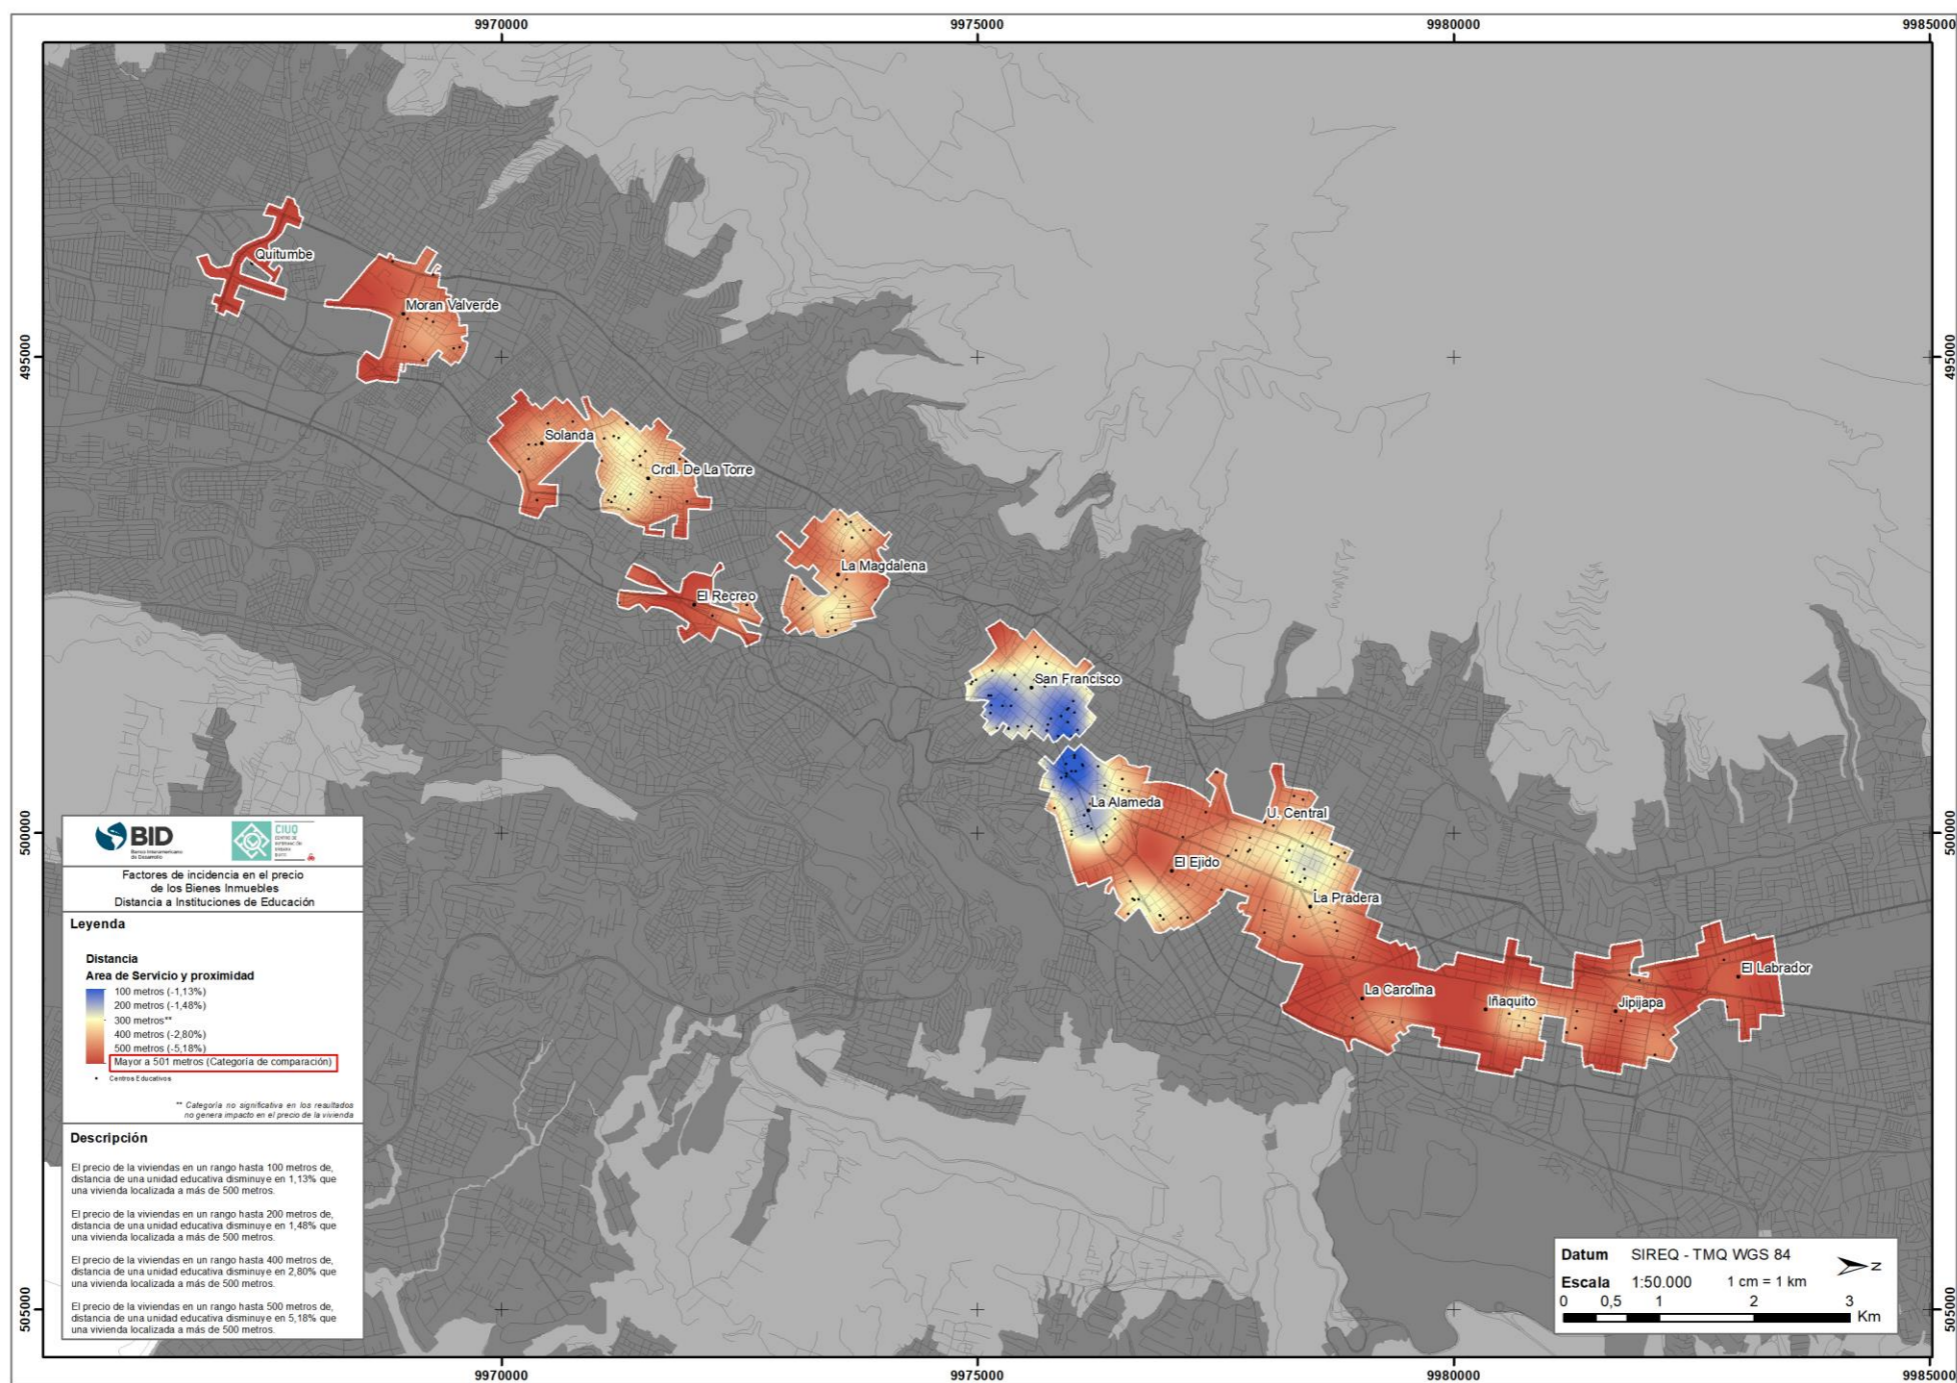 9970000
9975000
9980000
9985000
495000
495000
500000
500000
505000
505000
Quitumbe
Moran Valverde
Solanda
Crdl. De La Torre
La Magdalena
El Recreo
San Francisco
La Alameda
U. Central
El Ejido
La Pradera
La Carolina
Iñaquito
Jipijapa
El Labrador
BID
Banco Interamericano
de Desarrollo
CIUQ
Factores de incidencia en el precio
de los Bienes Inmuebles
Distancia a Instituciones de Educación
Leyenda
Distancia
Area de Servicio y proximidad
100 metros (-1,13%)
200 metros (-1,48%)
300 metros**
400 metros (-2,80%)
500 metros (-5,18%)
Mayor a 501 metros (Categoría de comparación)
Centros Educativos
** Categoría no significativa en los resultados
no genera impacto en el precio de la vivienda
Descripción
El precio de la viviendas en un rango hasta 100 metros de,
distancia de una unidad educativa disminuye en 1,13% que
una vivienda localizada a más de 500 metros.
El precio de la viviendas en un rango hasta 200 metros de,
distancia de una unidad educativa disminuye en 1,48% que
una vivienda localizada a más de 500 metros.
El precio de la viviendas en un rango hasta 400 metros de,
distancia de una unidad educativa disminuye en 2,80% que
una vivienda localizada a más de 500 metros.
El precio de la viviendas en un rango hasta 500 metros de,
distancia de una unidad educativa disminuye en 5,18% que
una vivienda localizada a más de 500 metros.
Datum SIREQ - TMQ WGS 84
N
Escala 1:50.000 1 cm = 1 km
0 0,5 1 2 3
Km
9970000
9975000
9980000
9985000